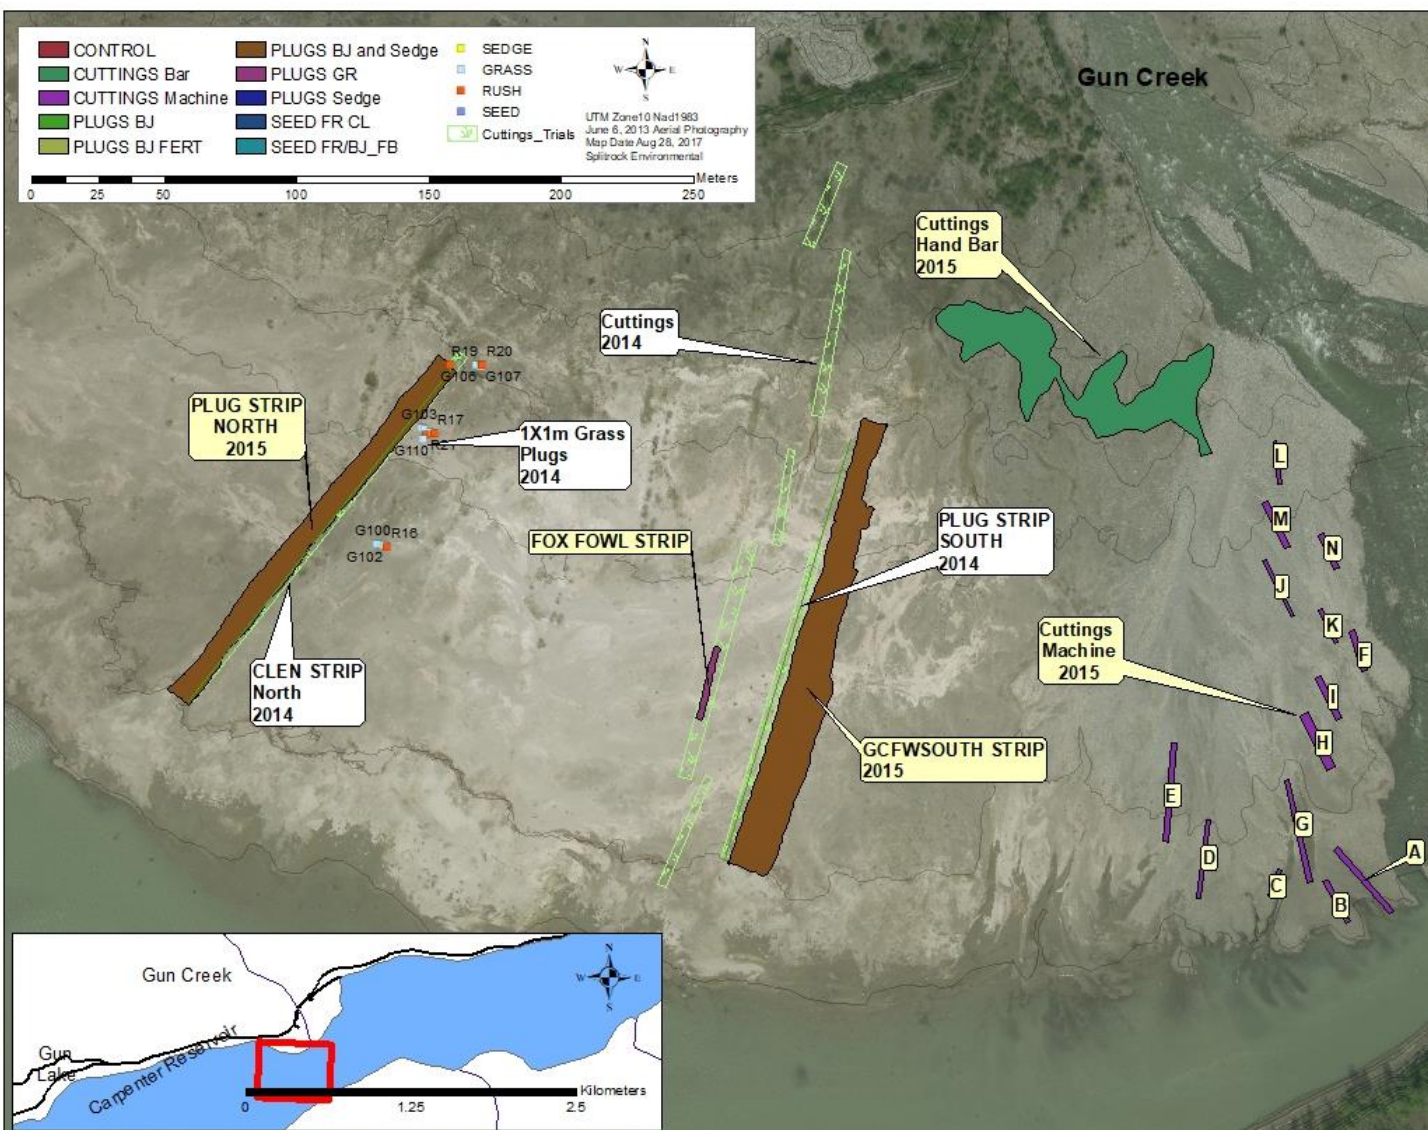 CONTROL
CUTTINGS Bar
CUTTINGS Machine
PLUGS BJ
PLUGS BJ FERT
PLUGS BJ and Sedge
PLUGS GR
PLUGS Sedge
SEED FR CL
SEED FR/BJ_FB
SEDGE
GRASS
RUSH
SEED
Cuttings_Trials
N
W E
S
UTM Zone10 Nad1983
June 6, 2013 Aerial Photography
Map Date Aug 28, 2017
Splitrock Environmental
Meters
0 25 50 100 150 200 250
Gun Creek
Cuttings
Hand Bar
2015
Cuttings
2014
R19 R20
G106 G107
PLUG STRIP
NORTH
2015
G103 R17
G110
1X1m Grass
Plugs
2014
G100 R16
G102
FOX FOWL STRIP
PLUG STRIP
SOUTH
2014
CLEN STRIP
North
2014
Cuttings
Machine
2015
GCFWSOUTH STRIP
2015
L
M
N
J
K
F
I
H
E
G
D
A
C
B
Gun Creek
N
W E
S
Gun
Lake
Carpenter Reservoir
Kilometers
0 1.25 2.5